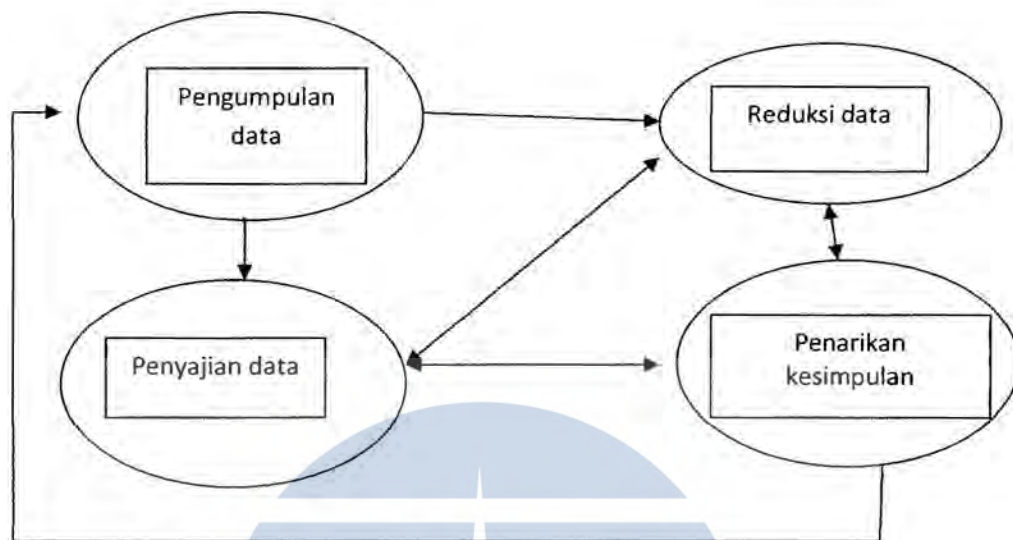 Pengumpulan
data
Reduksi data
Penyajian data
Penarikan
kesimpulan